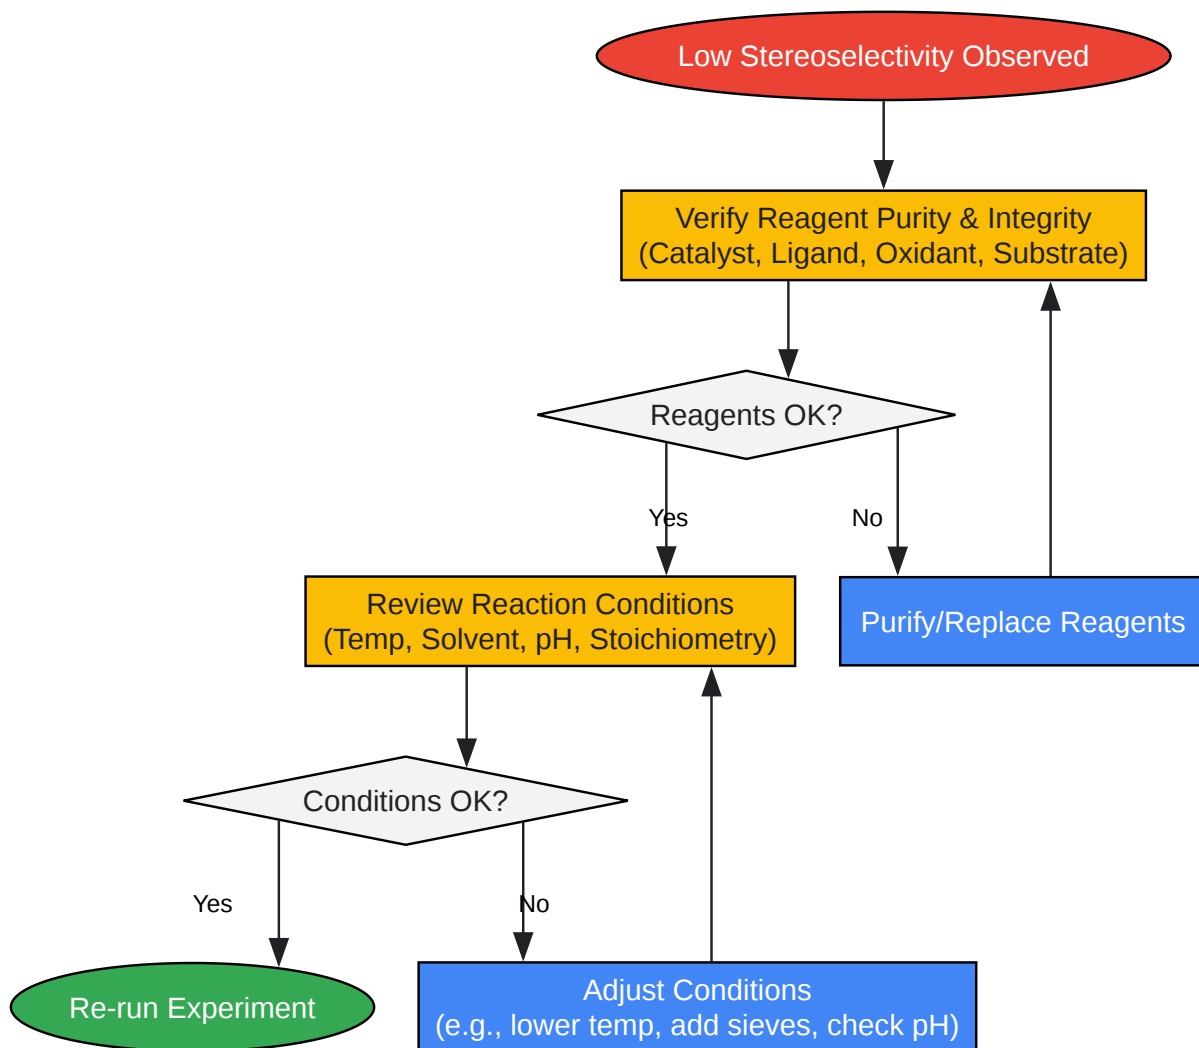 Low Stereoselectivity Observed
Verify Reagent Purity & Integrity
(Catalyst, Ligand, Oxidant, Substrate)
Reagents OK?
Yes
No
Review Reaction Conditions
(Temp, Solvent, pH, Stoichiometry)
Purify/Replace Reagents
Conditions OK?
Yes
No
Re-run Experiment
Adjust Conditions
(e.g., lower temp, add sieves, check pH)